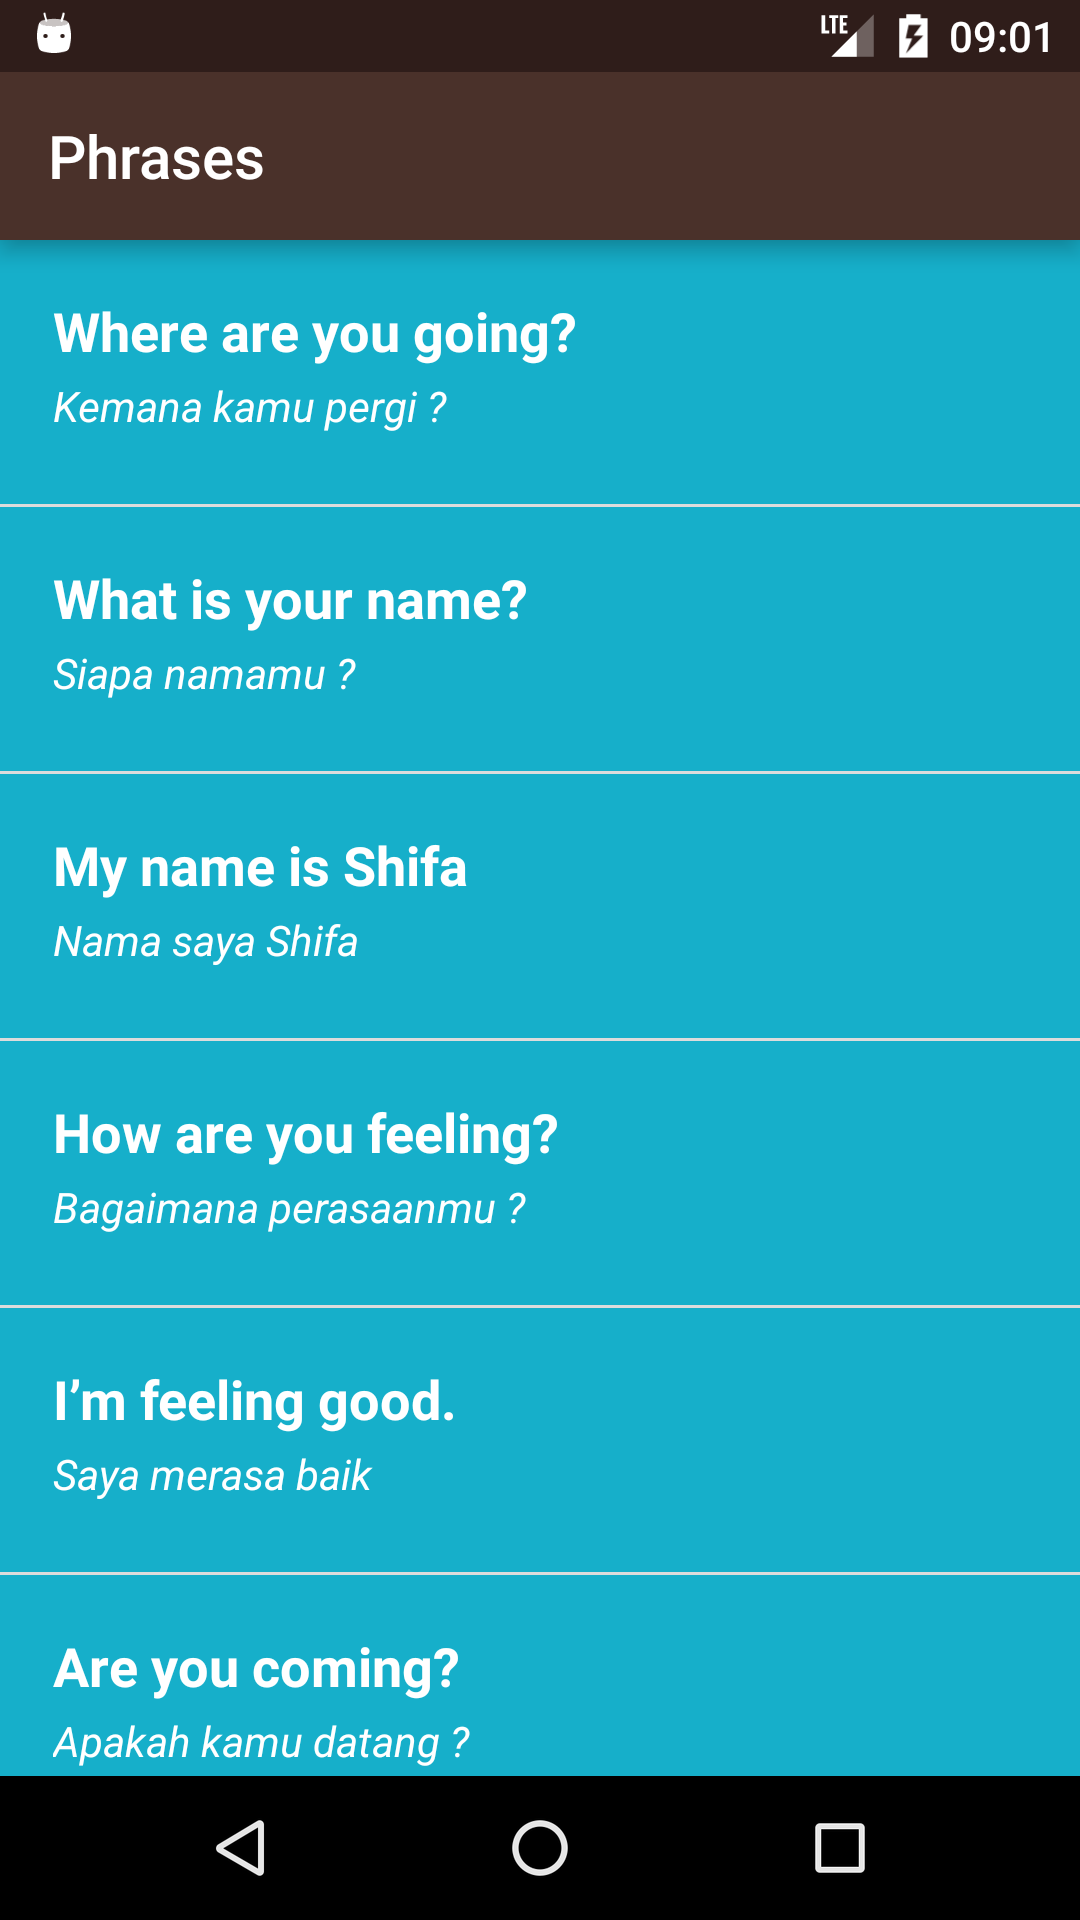 LTE 09:01
Phrases
Where are you going?
Kemana kamu pergi ?
What is your name?
Siapa namamu ?
My name is Shifa
Nama saya Shifa
How are you feeling?
Bagaimana perasaanmu ?
I’m feeling good.
Saya merasa baik
Are you coming?
Apakah kamu datang ?